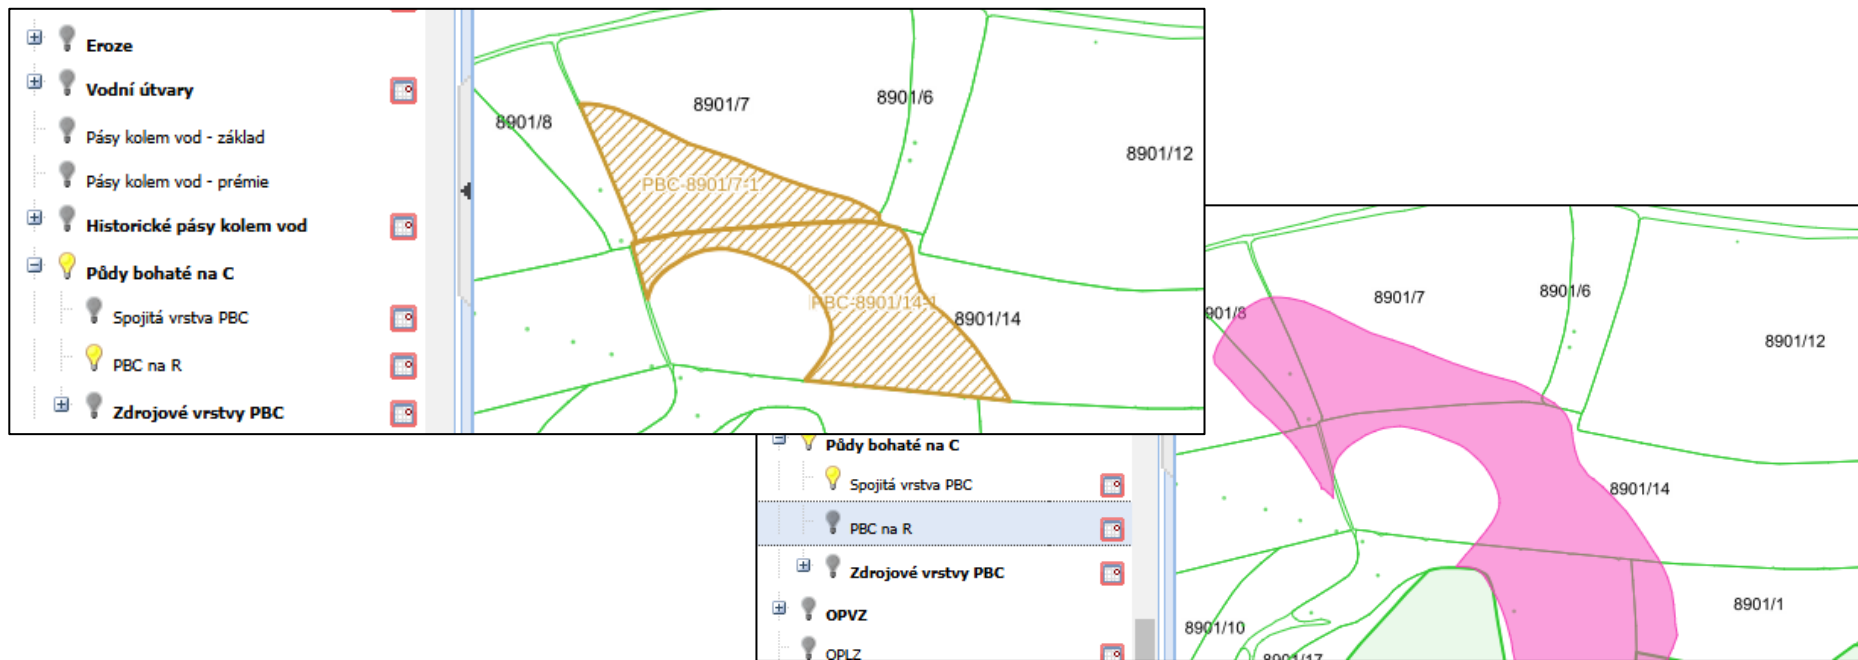 Eroze
Vodní útvary
Pásy kolem vod - základ
Pásy kolem vod - prémie
Historické pásy kolem vod
Půdy bohaté na C
Spojitá vrstva PBC
PBC na R
Zdrojové vrstvy PBC
8901/8
8901/7
8901/6
8901/12
PBC-8901/7-1
PBC-8901/14-1
8901/14
Půdy bohaté na C
Spojitá vrstva PBC
PBC na R
Zdrojové vrstvy PBC
OPVZ
OPLZ
901/8
8901/7
8901/6
8901/12
8901/14
8901/1
8901/10
8901/17